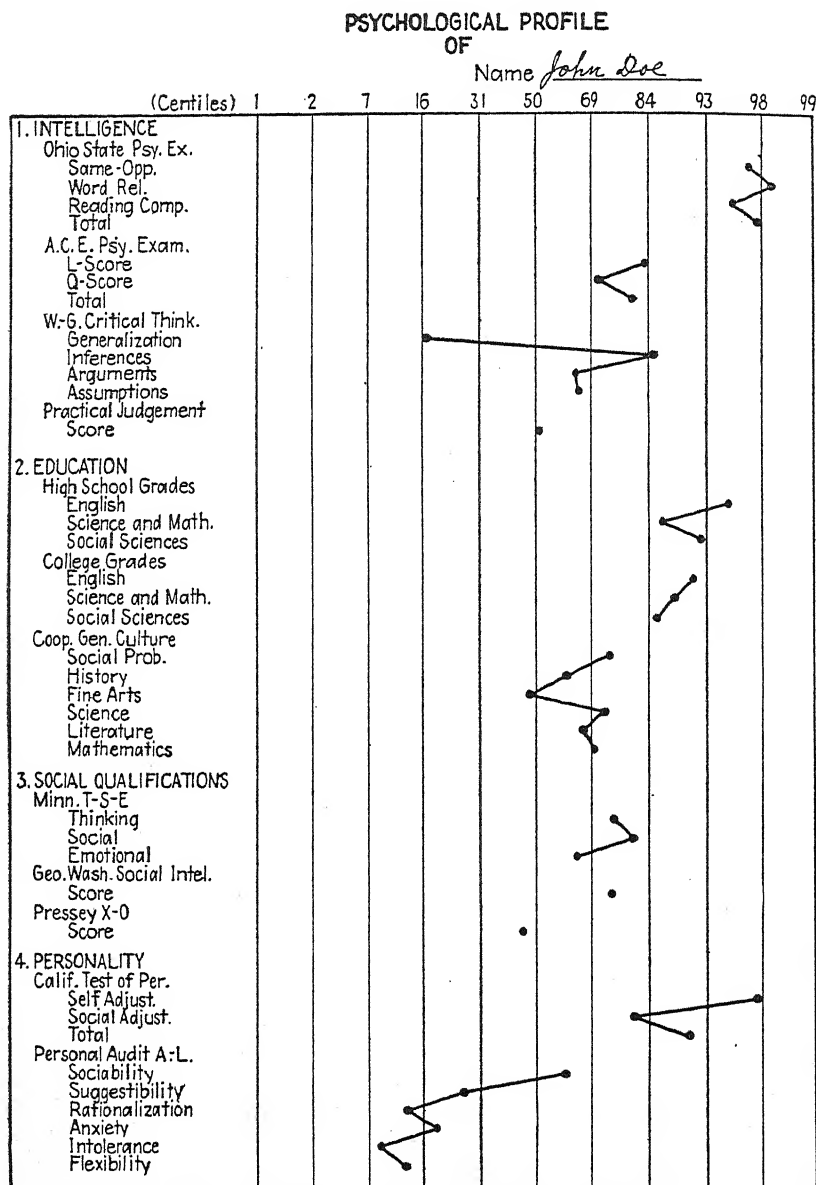 PSYCHOLOGICAL PROFILE
OF
Name John Doe
(Centiles) 1 2 7 16 31 50 69 84 93 98 99
1. INTELLIGENCE
Ohio State Psy. Ex.
Same-Opp.
Word Rel.
Reading Comp.
Total
A.C.E. Psy. Exam.
L-Score
Q-Score
Total
W.-G. Critical Think.
Generalization
Inferences
Arguments
Assumptions
Practical Judgement
Score
2. EDUCATION
High School Grades
English
Science and Math.
Social Sciences
College Grades
English
Science and Math.
Social Sciences
Coop. Gen. Culture
Social Prob.
History
Fine Arts
Science
Literature
Mathematics
3. SOCIAL QUALIFICATIONS
Minn. T-S-E
Thinking
Social
Emotional
Geo. Wash. Social Intel.
Score
Pressey X-O
Score
4. PERSONALITY
Calif. Test of Per.
Self Adjust.
Social Adjust.
Total
Personal Audit A.-L.
Sociability
Suggestibility
Rationalization
Anxiety
Intolerance
Flexibility